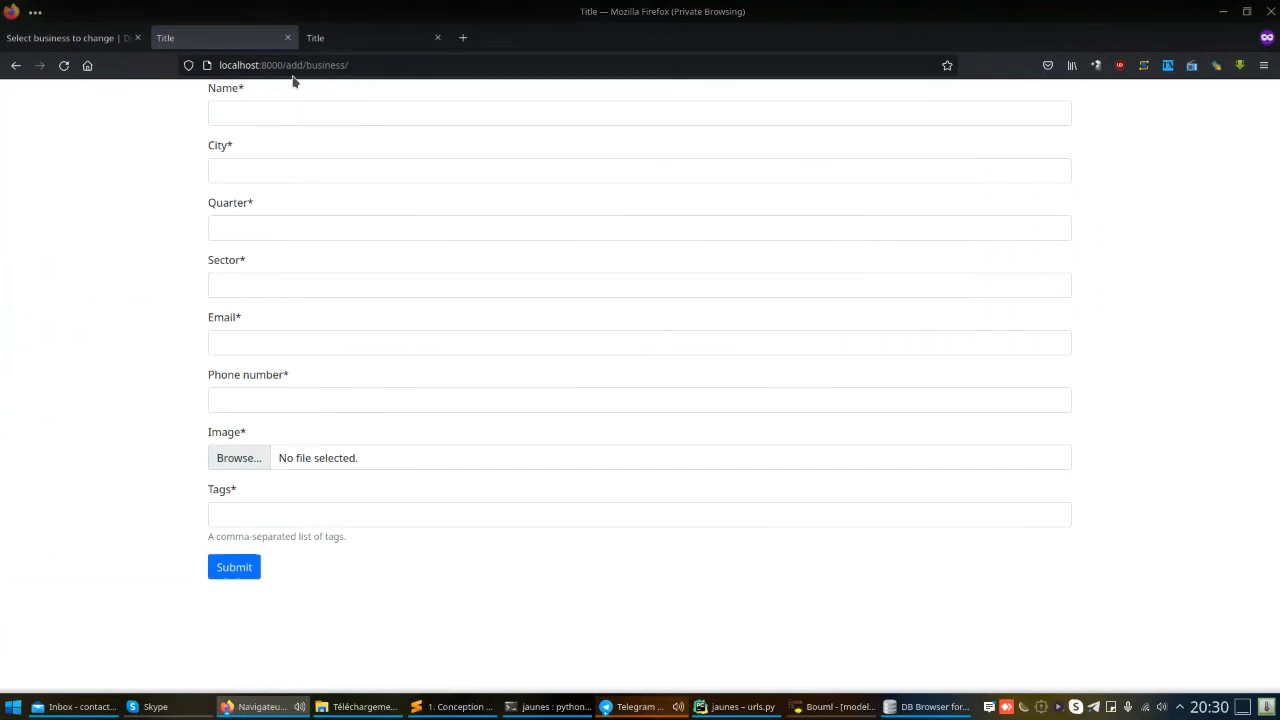 Title — Mozilla Firefox (Private Browsing)
Select business to change |
Title
Title
localhost:8000/add/business/
Name*
City*
Quarter*
Sector*
Email*
Phone number*
Image*
Browse... No file selected.
Tags*
A comma-separated list of tags.
Submit
Inbox - contact...
Skype
Navigateu...
Téléchargeme...
1. Conception ...
jaunes : python...
Telegram ...
jaunes – urls.py
Bouml - [model...
DB Browser for...
20:30